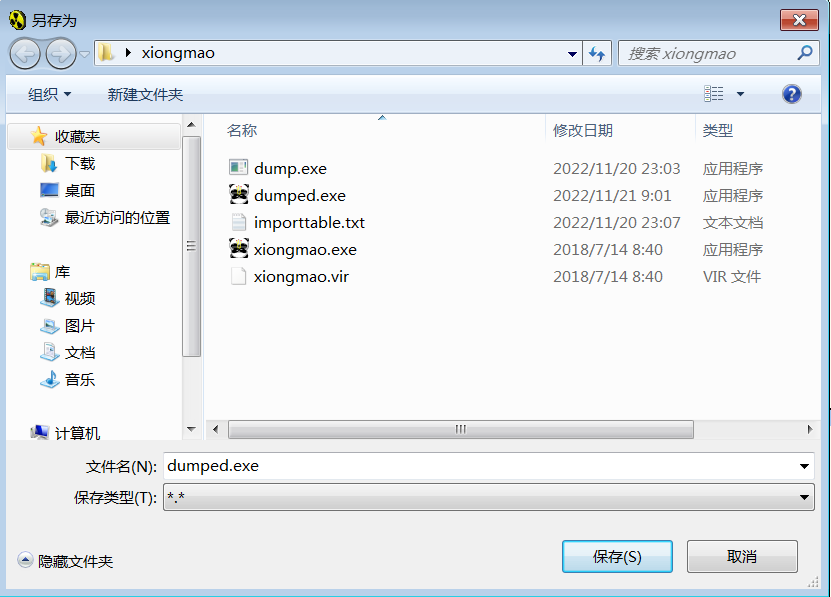 另存为
xiongmao
搜索 xiongmao
组织
新建文件夹
收藏夹
下载
桌面
最近访问的位置
库
视频
图片
文档
音乐
计算机
名称 修改日期 类型
dump.exe 2022/11/20 23:03 应用程序
dumped.exe 2022/11/21 9:01 应用程序
importtable.txt 2022/11/20 23:07 文本文档
xiongmao.exe 2018/7/14 8:40 应用程序
xiongmao.vir 2018/7/14 8:40 VIR 文件
文件名(N): dumped.exe
保存类型(T): *.*
隐藏文件夹
保存(S)
取消